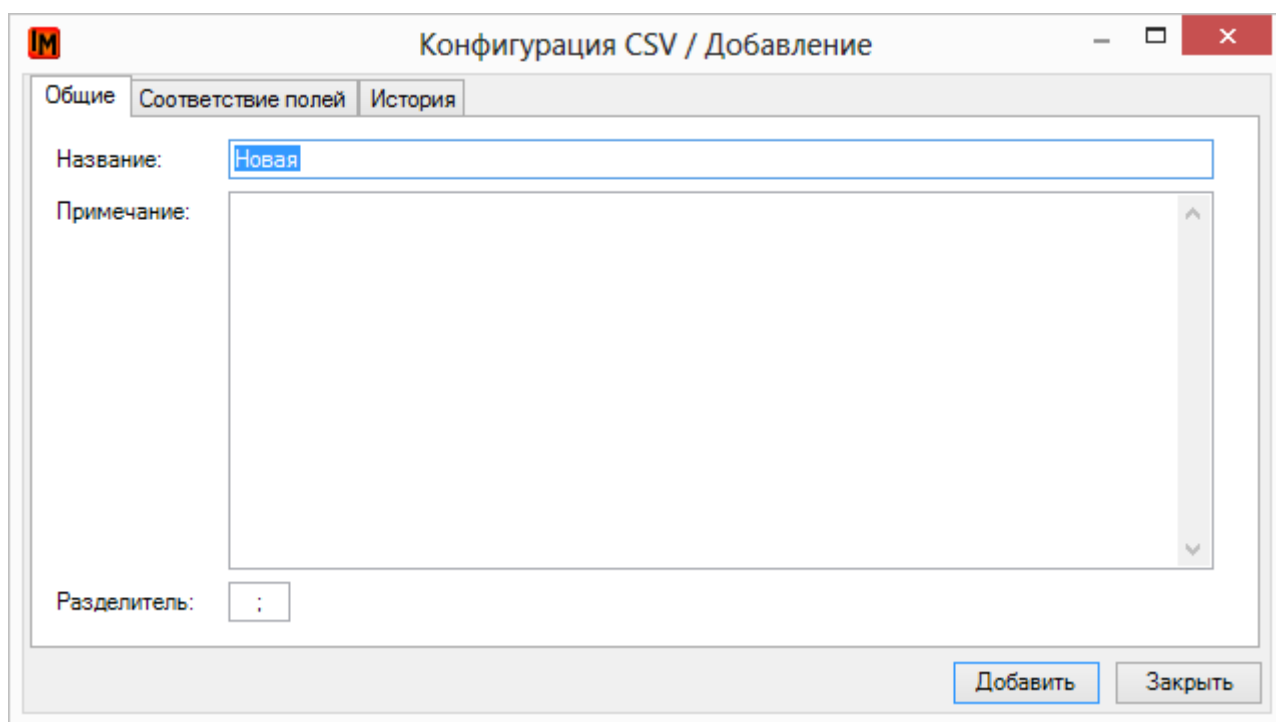 IM
Конфигурация CSV / Добавление
Общие Соответствие полей История
Название: Новая
Примечание:
Разделитель: ;
Добавить Закрыть